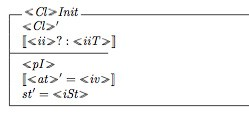 ≪Cl≫Init
≪Cl≫′
⟦≪ii≫? : ≪iiT≫⟧
≪pI≫
⟦≪at≫′ = ≪iv≫⟧
st′ = ≪iSt≫